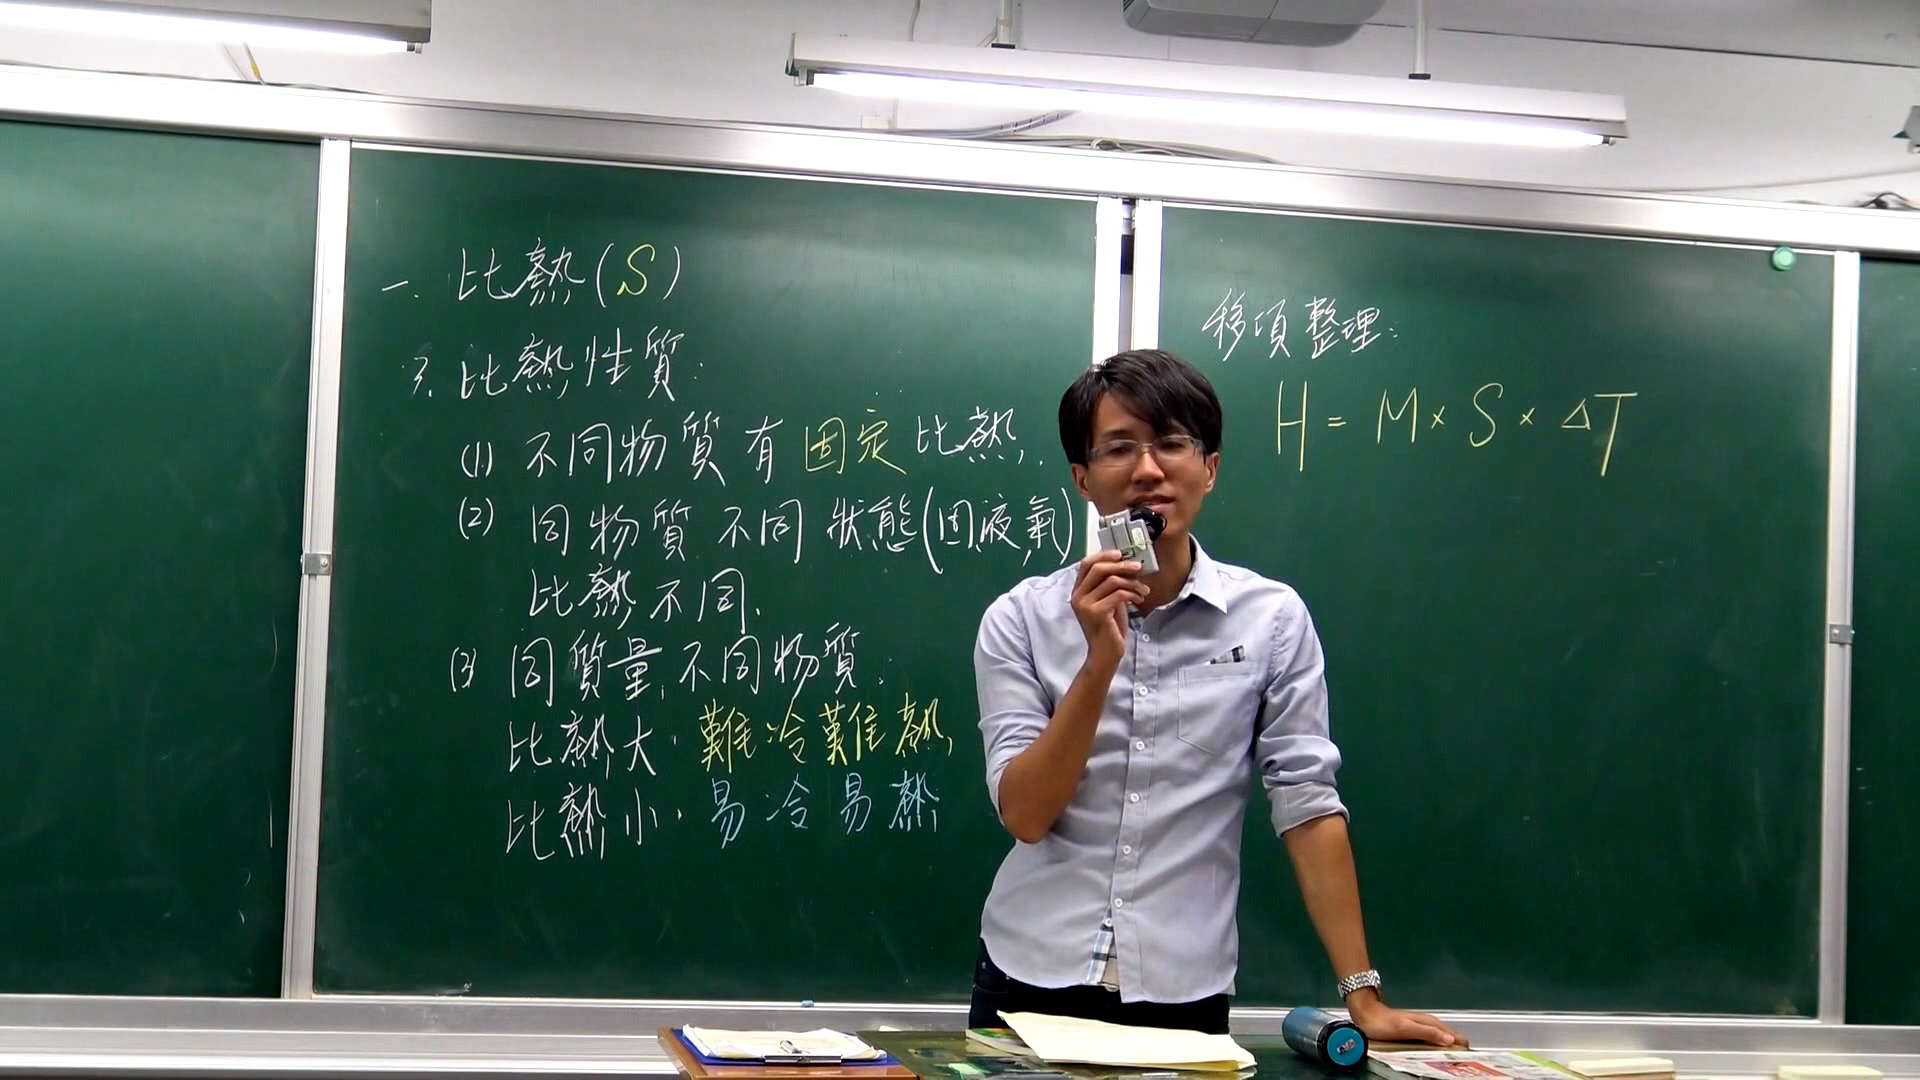 一. 比熱(S)
3. 比熱性質:
(1) 不同物質有固定比熱.
(2) 同物質不同狀態(固,液,氣)
比熱不同.
(3) 同質量,不同物質:
比熱大.難冷難熱,
比熱小.易冷易熱
移項整理:
H = M × S × ΔT